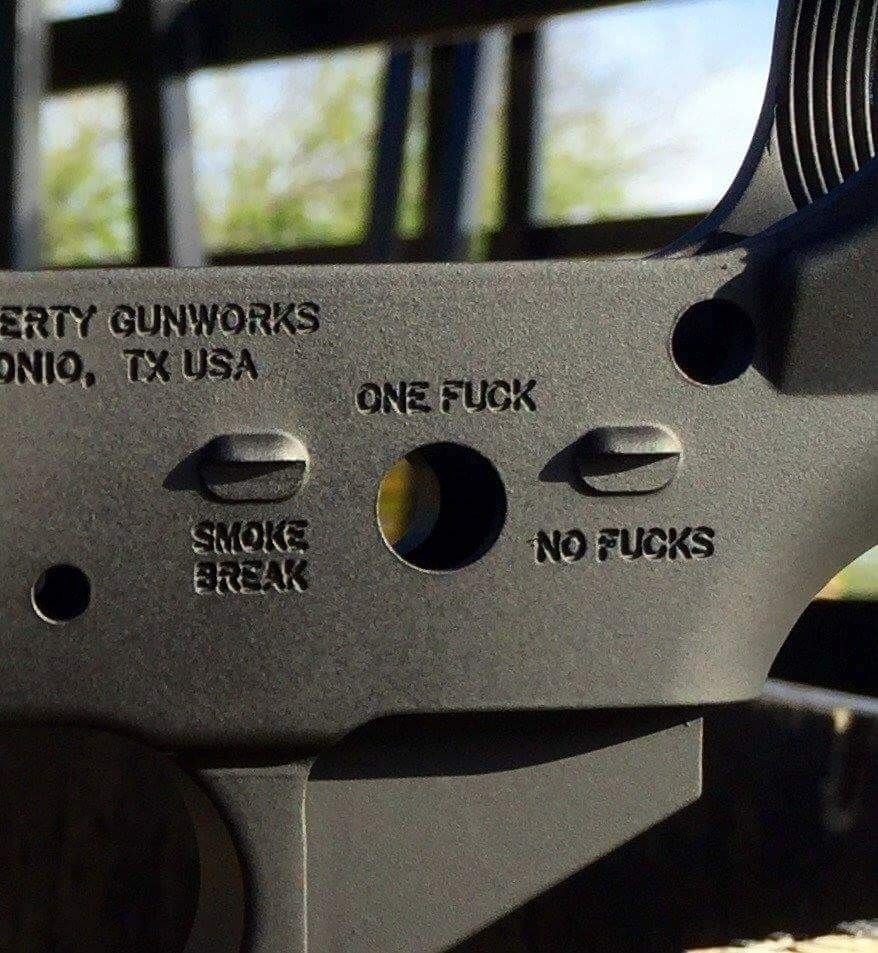 ERTY GUNWORKS
ONIO, TX USA
ONE FUCK
SMOKE
BREAK
NO FUCKS